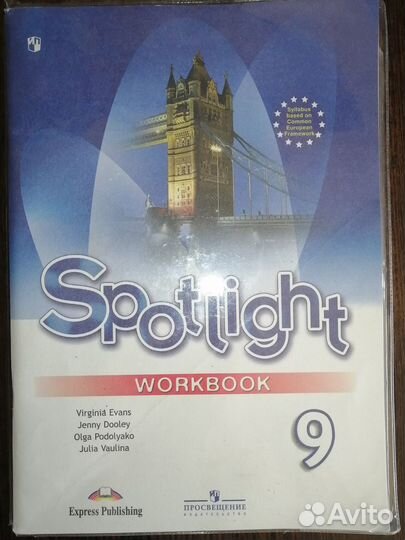 Syllabus
based on
Common
European
Framework
Spotlight
WORKBOOK
Virginia Evans
Jenny Dooley
Olga Podolyako
Julia Vaulina
9
Express Publishing
ПРОСВЕЩЕНИЕ
ИЗДАТЕЛЬСТВО
Avito